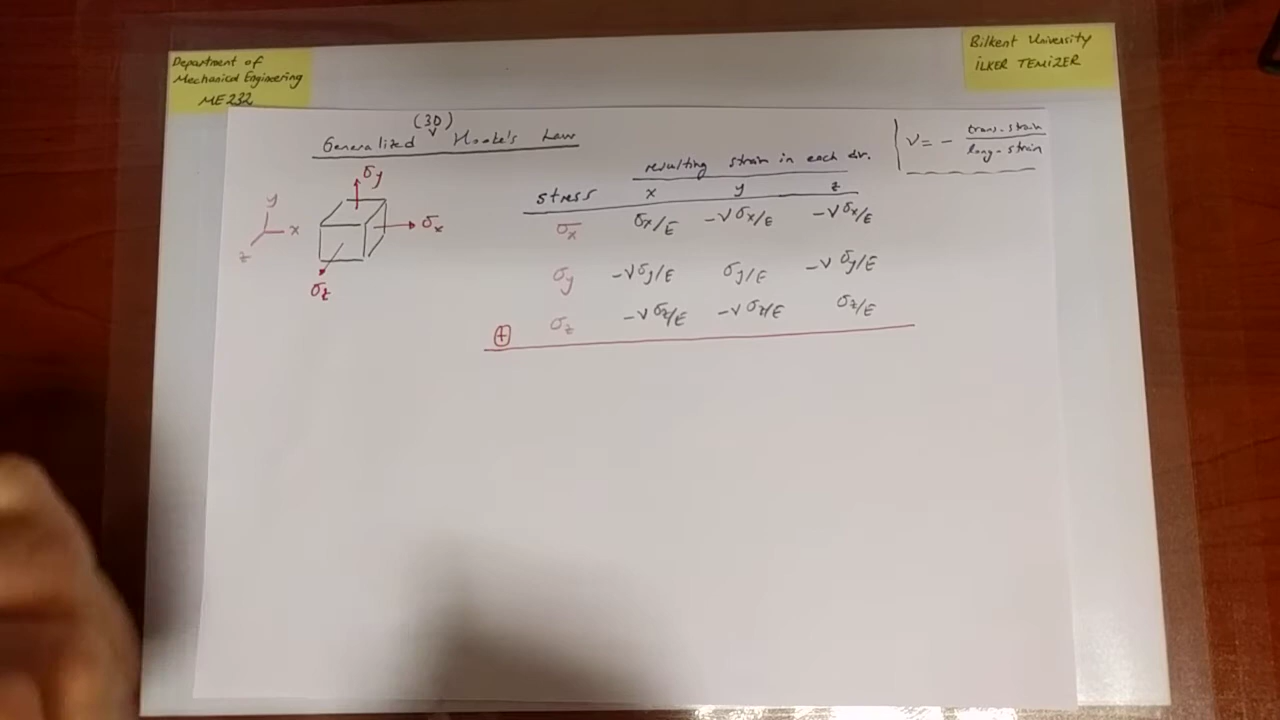 Department of
Mechanical Engineering
ME 232
Bilkent University
İLKER TEMİZER
(3D)
Generalized Hooke's Law
ν = - trans. strain / long. strain
resulting strain in each dir.
stress x y z
σx σx/E -νσx/E -νσx/E
σy -νσy/E σy/E -νσy/E
σz -νσz/E -νσz/E σz/E
+
y
x
z
σy
σx
σz